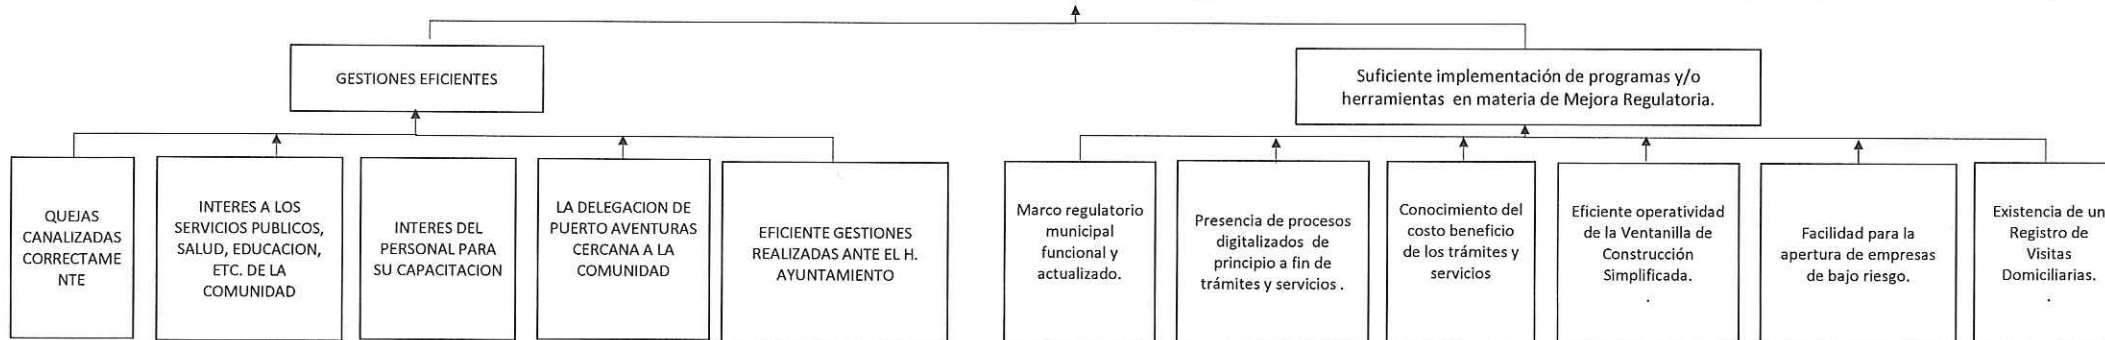 GESTIONES EFICIENTES
Suficiente implementación de programas y/o
herramientas en materia de Mejora Regulatoria.
QUEJAS
CANALIZADAS
CORRECTAME
NTE
INTERES A LOS
SERVICIOS PUBLICOS,
SALUD, EDUCACION,
ETC. DE LA
COMUNIDAD
INTERES DEL
PERSONAL PARA
SU CAPACITACION
LA DELEGACION DE
PUERTO AVENTURAS
CERCANA A LA
COMUNIDAD
EFICIENTE GESTIONES
REALIZADAS ANTE EL H.
AYUNTAMIENTO
Marco regulatorio
municipal
funcional y
actualizado.
Presencia de procesos
digitalizados de
principio a fin de
trámites y servicios .
Conocimiento del
costo beneficio
de los trámites y
servicios
Eficiente operatividad
de la Ventanilla de
Construcción
Simplificada.
.
Facilidad para la
apertura de empresas
de bajo riesgo.
Existencia de un
Registro de
Visitas
Domiciliarias.
.